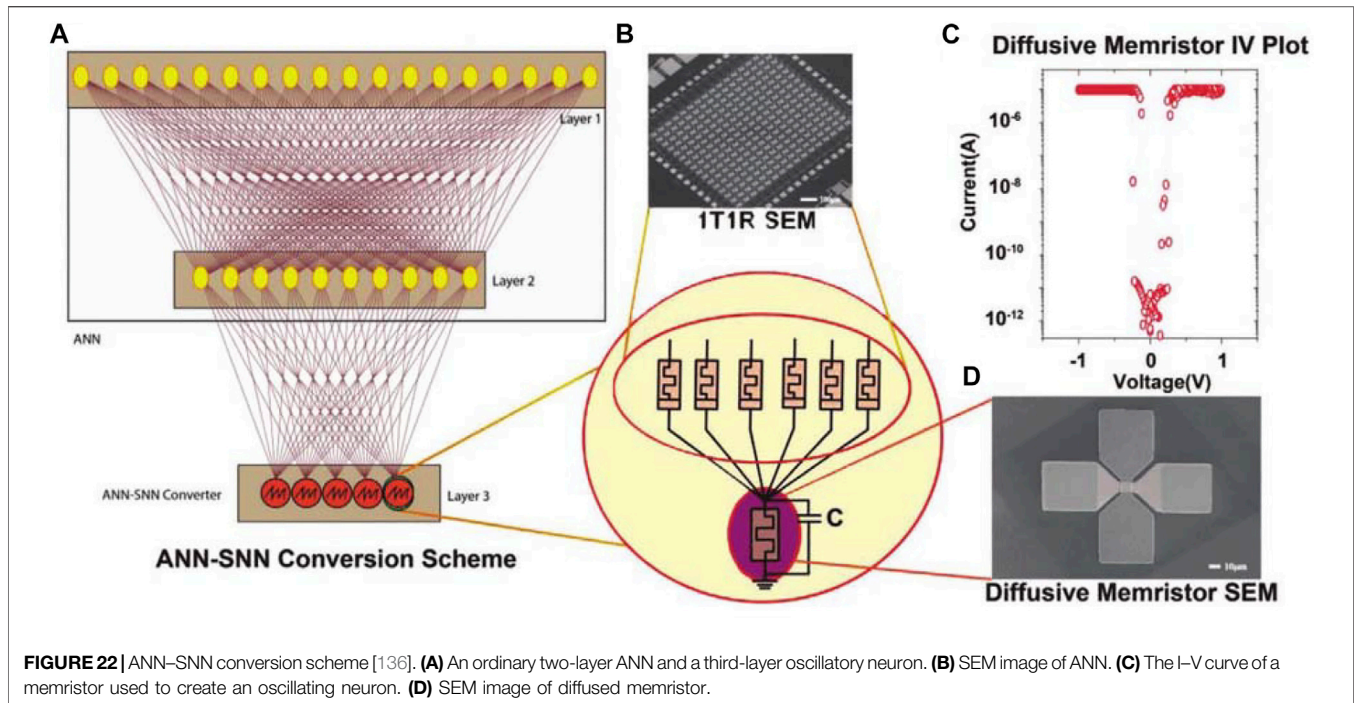 A
B
C
Diffusive Memristor IV Plot
Layer 1
Layer 2
ANN
1T1R SEM
Current(A)
10-6
10-8
10-10
10-12
-1
0
1
Voltage(V)
D
ANN-SNN Converter
Layer 3
C
10μm
ANN-SNN Conversion Scheme
Diffusive Memristor SEM
FIGURE 22 | ANN–SNN conversion scheme [136]. (A) An ordinary two-layer ANN and a third-layer oscillatory neuron. (B) SEM image of ANN. (C) The I–V curve of a
memristor used to create an oscillating neuron. (D) SEM image of diffused memristor.